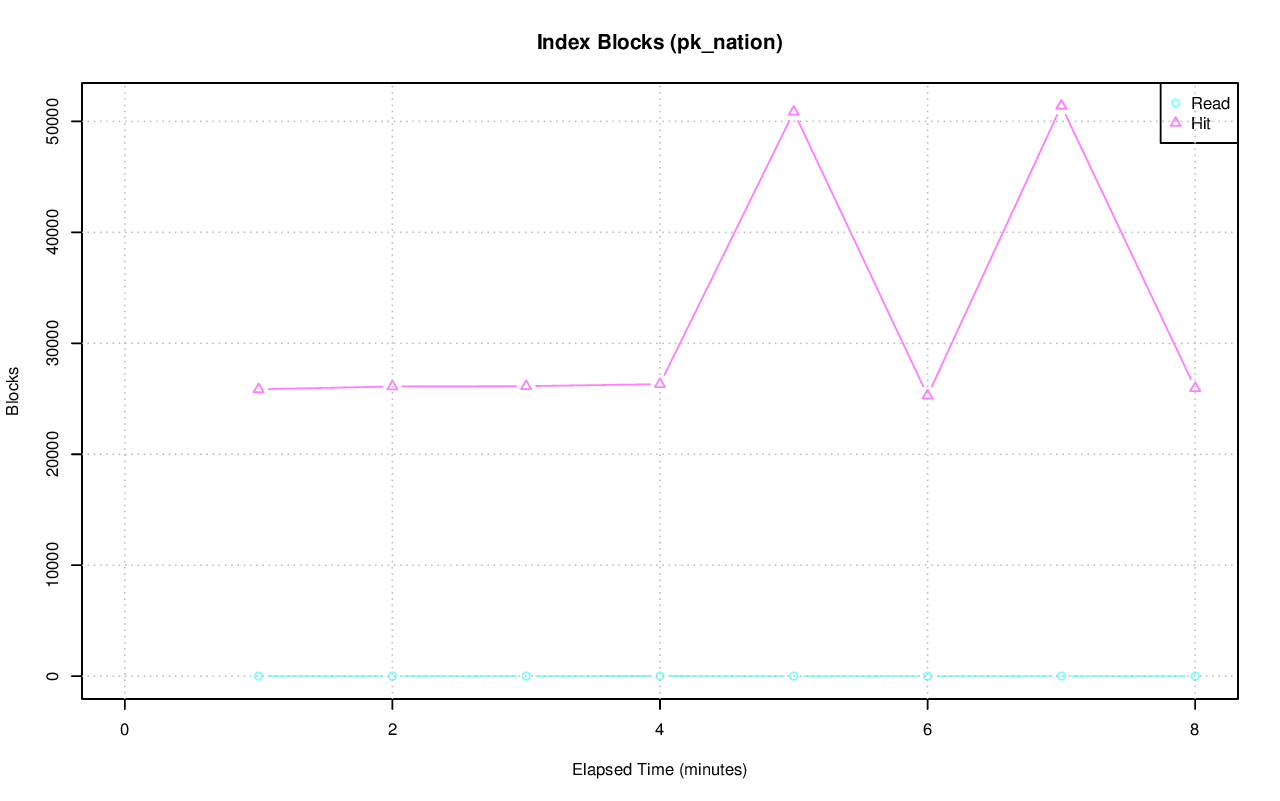 Index Blocks (pk_nation)
Read
Hit
50000
40000
30000
20000
10000
0
Blocks
0 2 4 6 8
Elapsed Time (minutes)